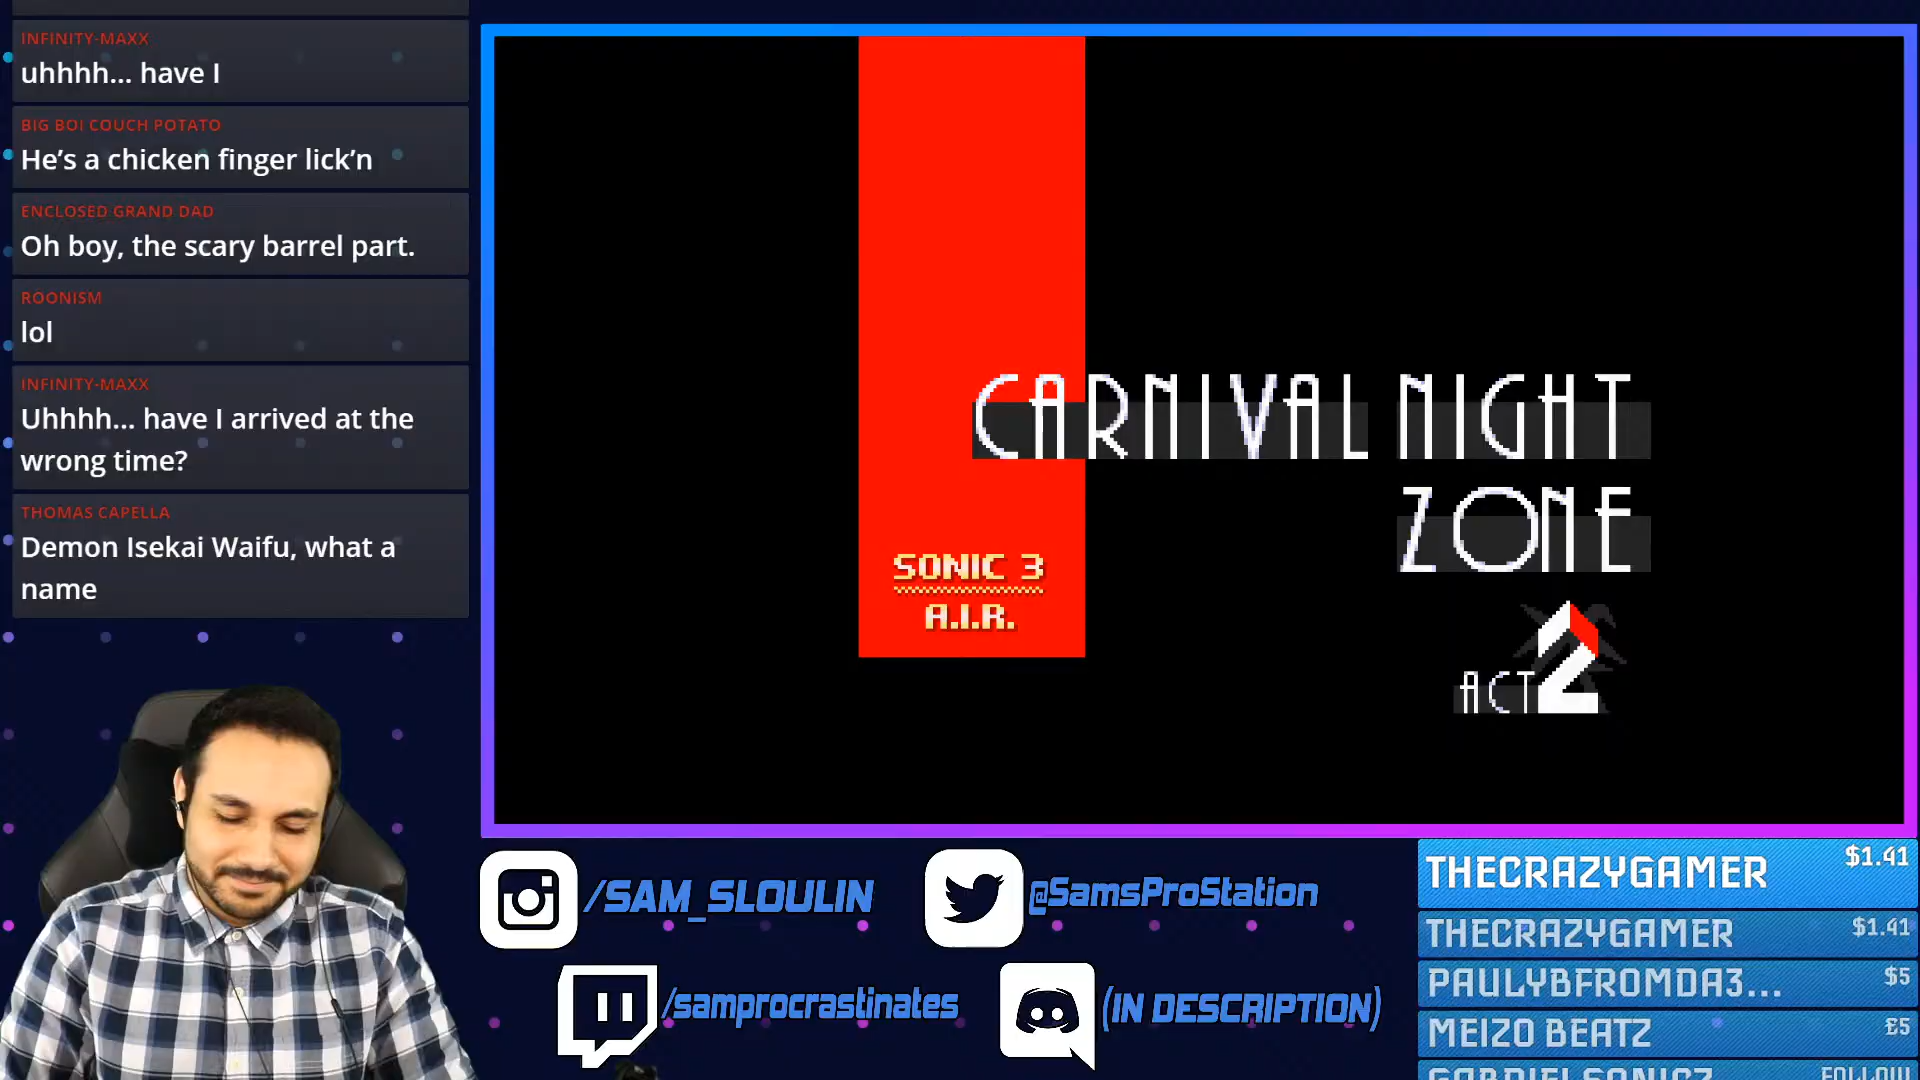 INFINITY-MAXX
uhhhh... have I
BIG BOI COUCH POTATO
He’s a chicken finger lick’n
ENCLOSED GRAND DAD
Oh boy, the scary barrel part.
ROONISM
lol
INFINITY-MAXX
Uhhhh... have I arrived at the
wrong time?
THOMAS CAPELLA
Demon Isekai Waifu, what a
name
CARNIVAL NIGHT
ZONE
ACT 2
SONIC 3
A.I.R.
/SAM_SLOULIN
@SamsProStation
/samprocrastinates
(IN DESCRIPTION)
THECRAZYGAMER $1.41
THECRAZYGAMER $1.41
PAULYBFROMDA3... $5
MEIZO BEATZ £5
GABRIELSONICZ FOLLOW